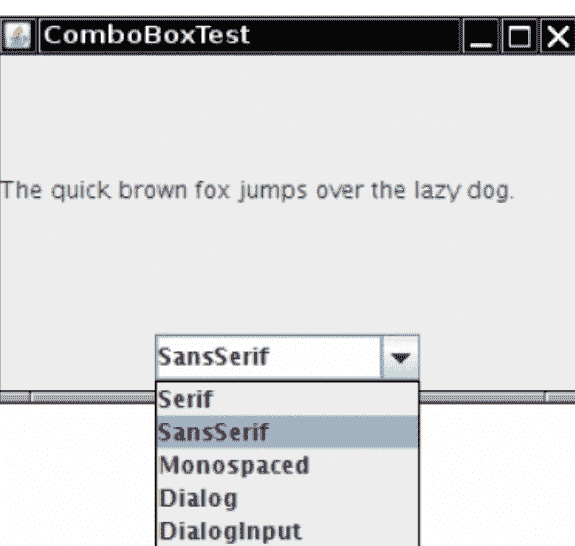 ComboBoxTest
The quick brown fox jumps over the lazy dog.
SansSerif
Serif
SansSerif
Monospaced
Dialog
DialogInput